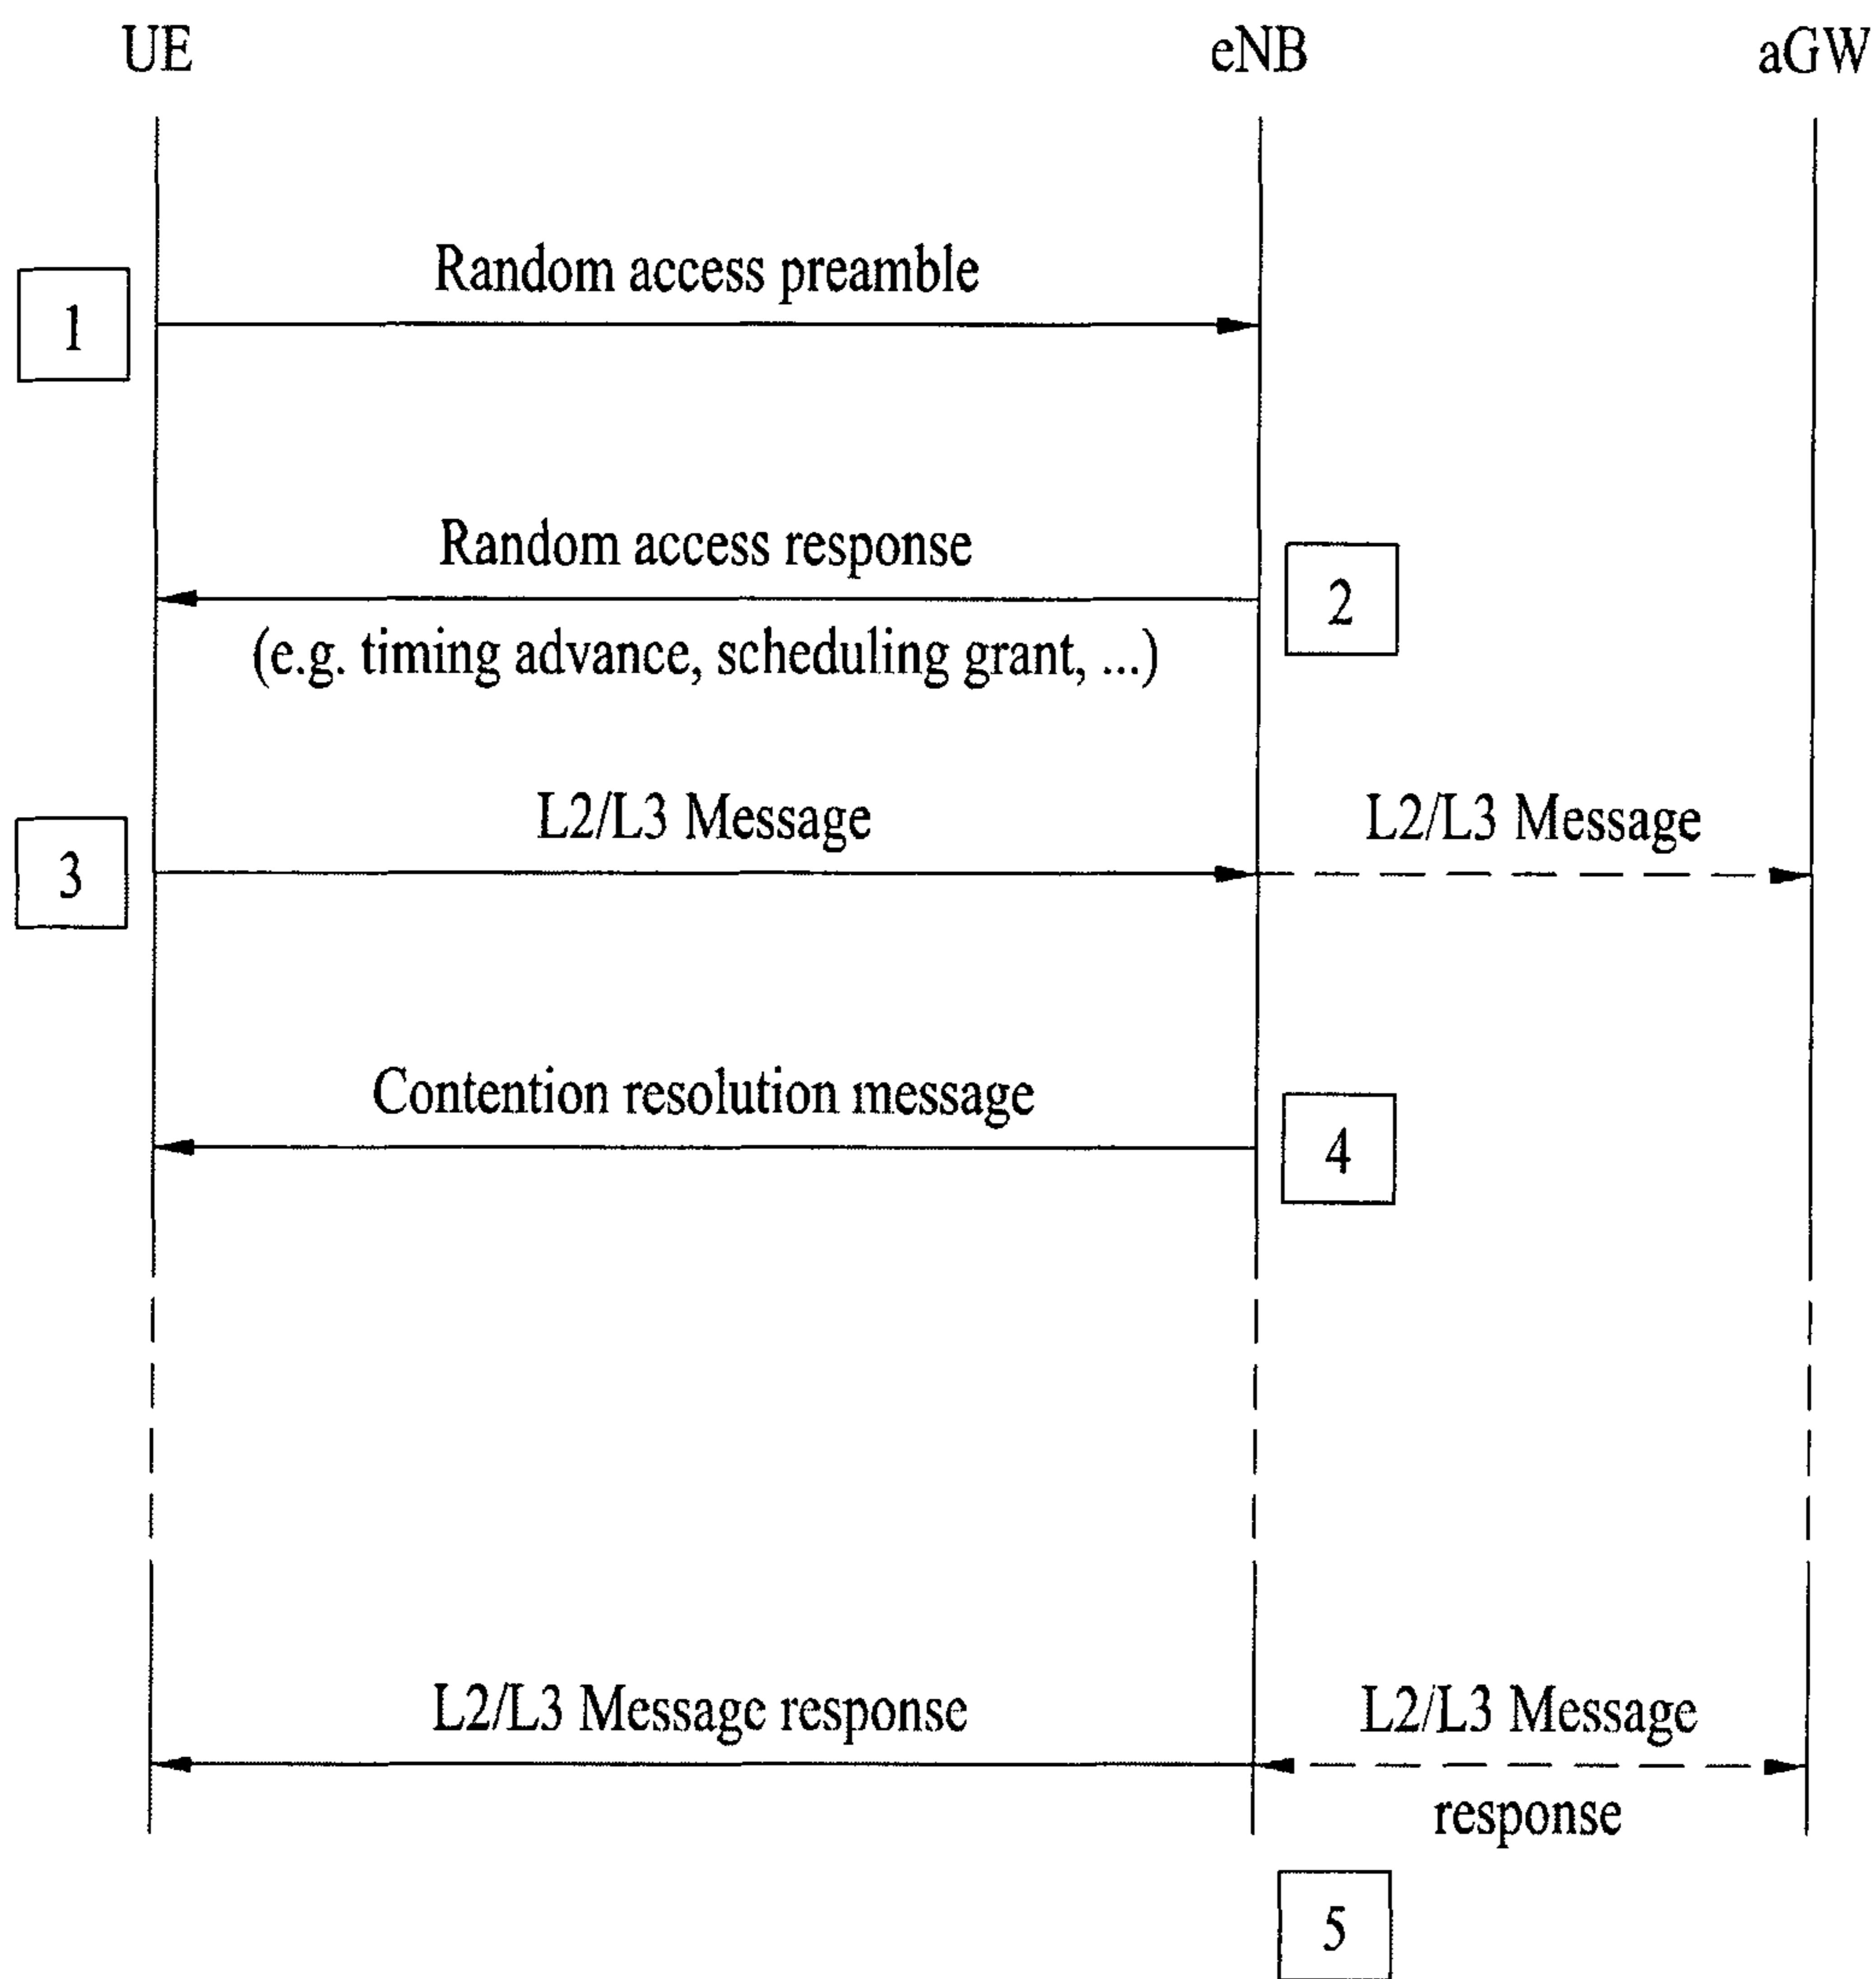 UE
eNB
aGW
Random access preamble
1
Random access response
2
(e.g. timing advance, scheduling grant, ...)
L2/L3 Message
L2/L3 Message
3
Contention resolution message
4
L2/L3 Message response
L2/L3 Message
response
5